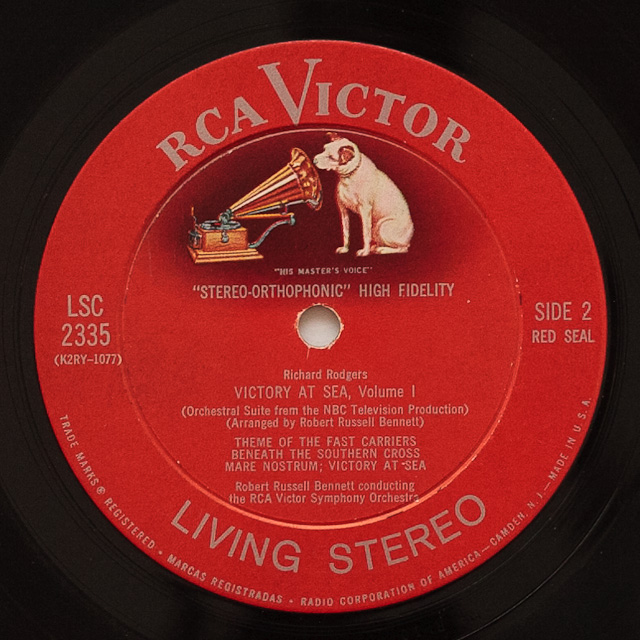 RCA VICTOR
"HIS MASTER'S VOICE"
"STEREO-ORTHOPHONIC" HIGH FIDELITY
LSC
2335
(K2RY-1077)
SIDE 2
RED SEAL
Richard Rodgers
VICTORY AT SEA, Volume I
(Orchestral Suite from the NBC Television Production)
(Arranged by Robert Russell Bennett)
THEME OF THE FAST CARRIERS
BENEATH THE SOUTHERN CROSS
MARE NOSTRUM; VICTORY AT SEA
Robert Russell Bennett conducting
the RCA Victor Symphony Orchestra
LIVING STEREO
TRADE MARKS® REGISTERED • MARCAS REGISTRADAS • RADIO CORPORATION OF AMERICA—CAMDEN, N. J.—MADE IN U. S. A.